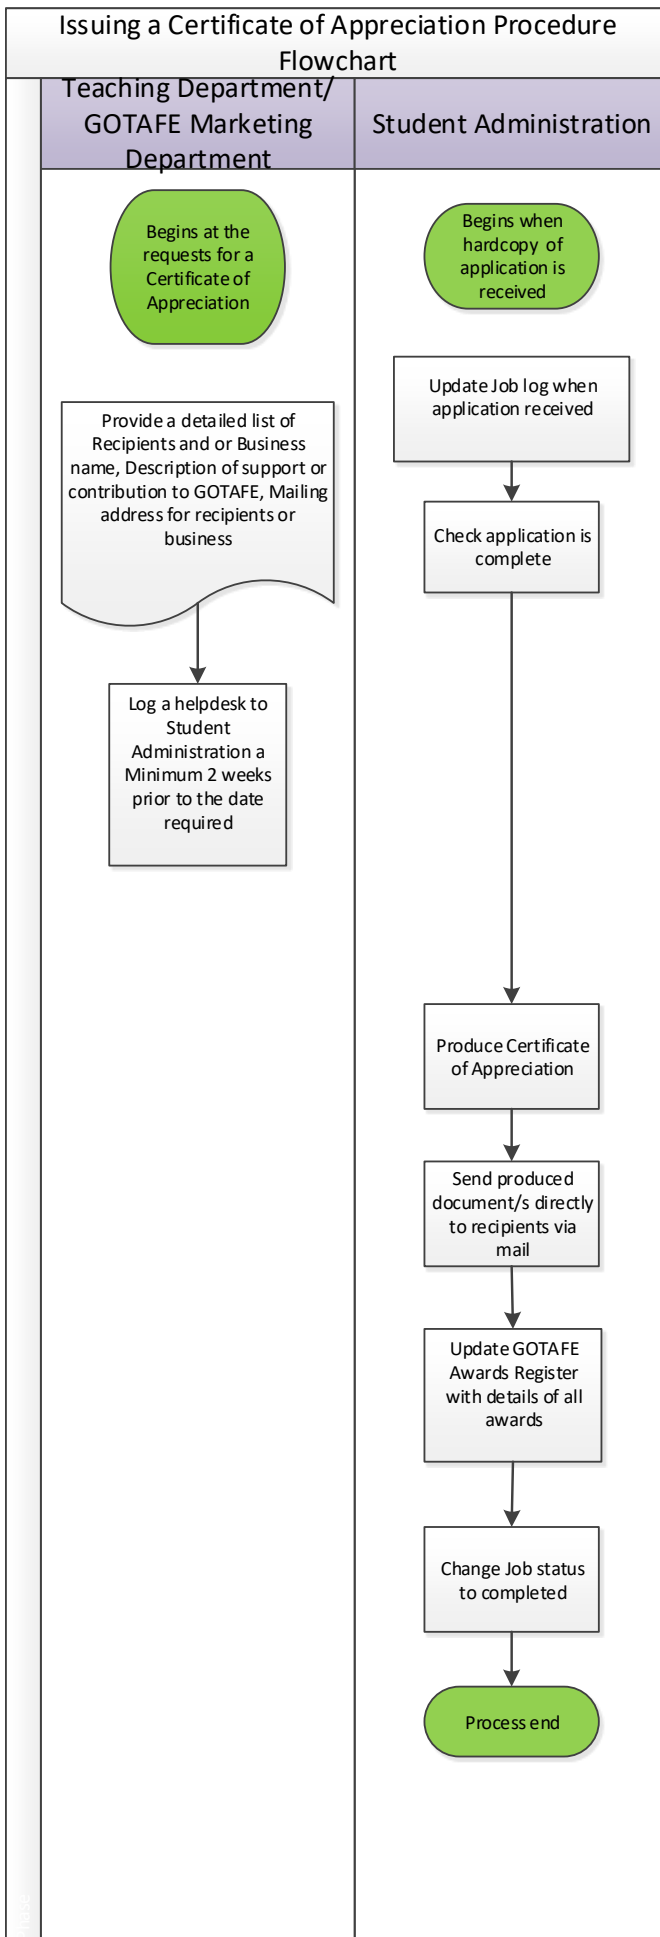 Issuing a Certificate of Appreciation Procedure
Flowchart
Teaching Department/
GOTAFE Marketing
Department
Student Administration
Begins at the
requests for a
Certificate of
Appreciation
Provide a detailed list of
Recipients and or Business
name, Description of support or
contribution to GOTAFE, Mailing
address for recipients or
business
Log a helpdesk to
Student
Administration a
Minimum 2 weeks
prior to the date
required
Begins when
hardcopy of
application is
received
Update Job log when
application received
Check application is
complete
Produce Certificate
of Appreciation
Send produced
document/s directly
to recipients via
mail
Update GOTAFE
Awards Register
with details of all
awards
Change Job status
to completed
Process end